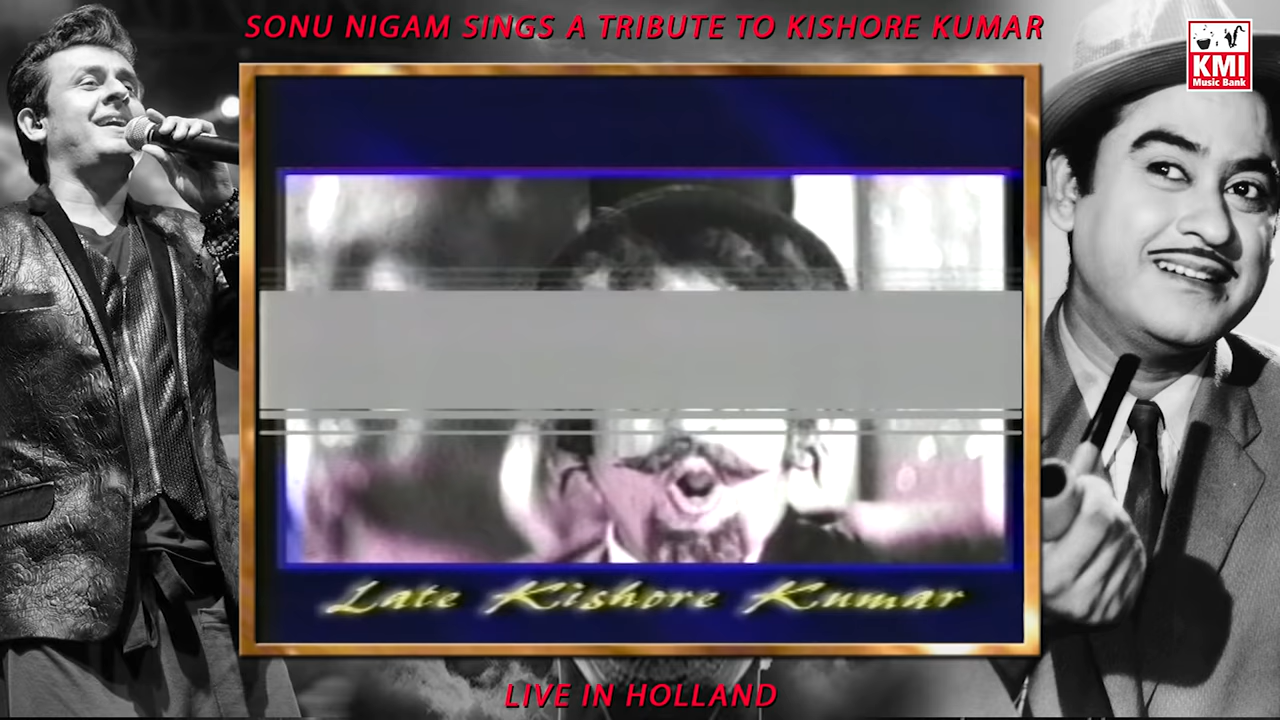 SONU NIGAM SINGS A TRIBUTE TO KISHORE KUMAR
KMI
Music Bank
Late Kishore Kumar
LIVE IN HOLLAND